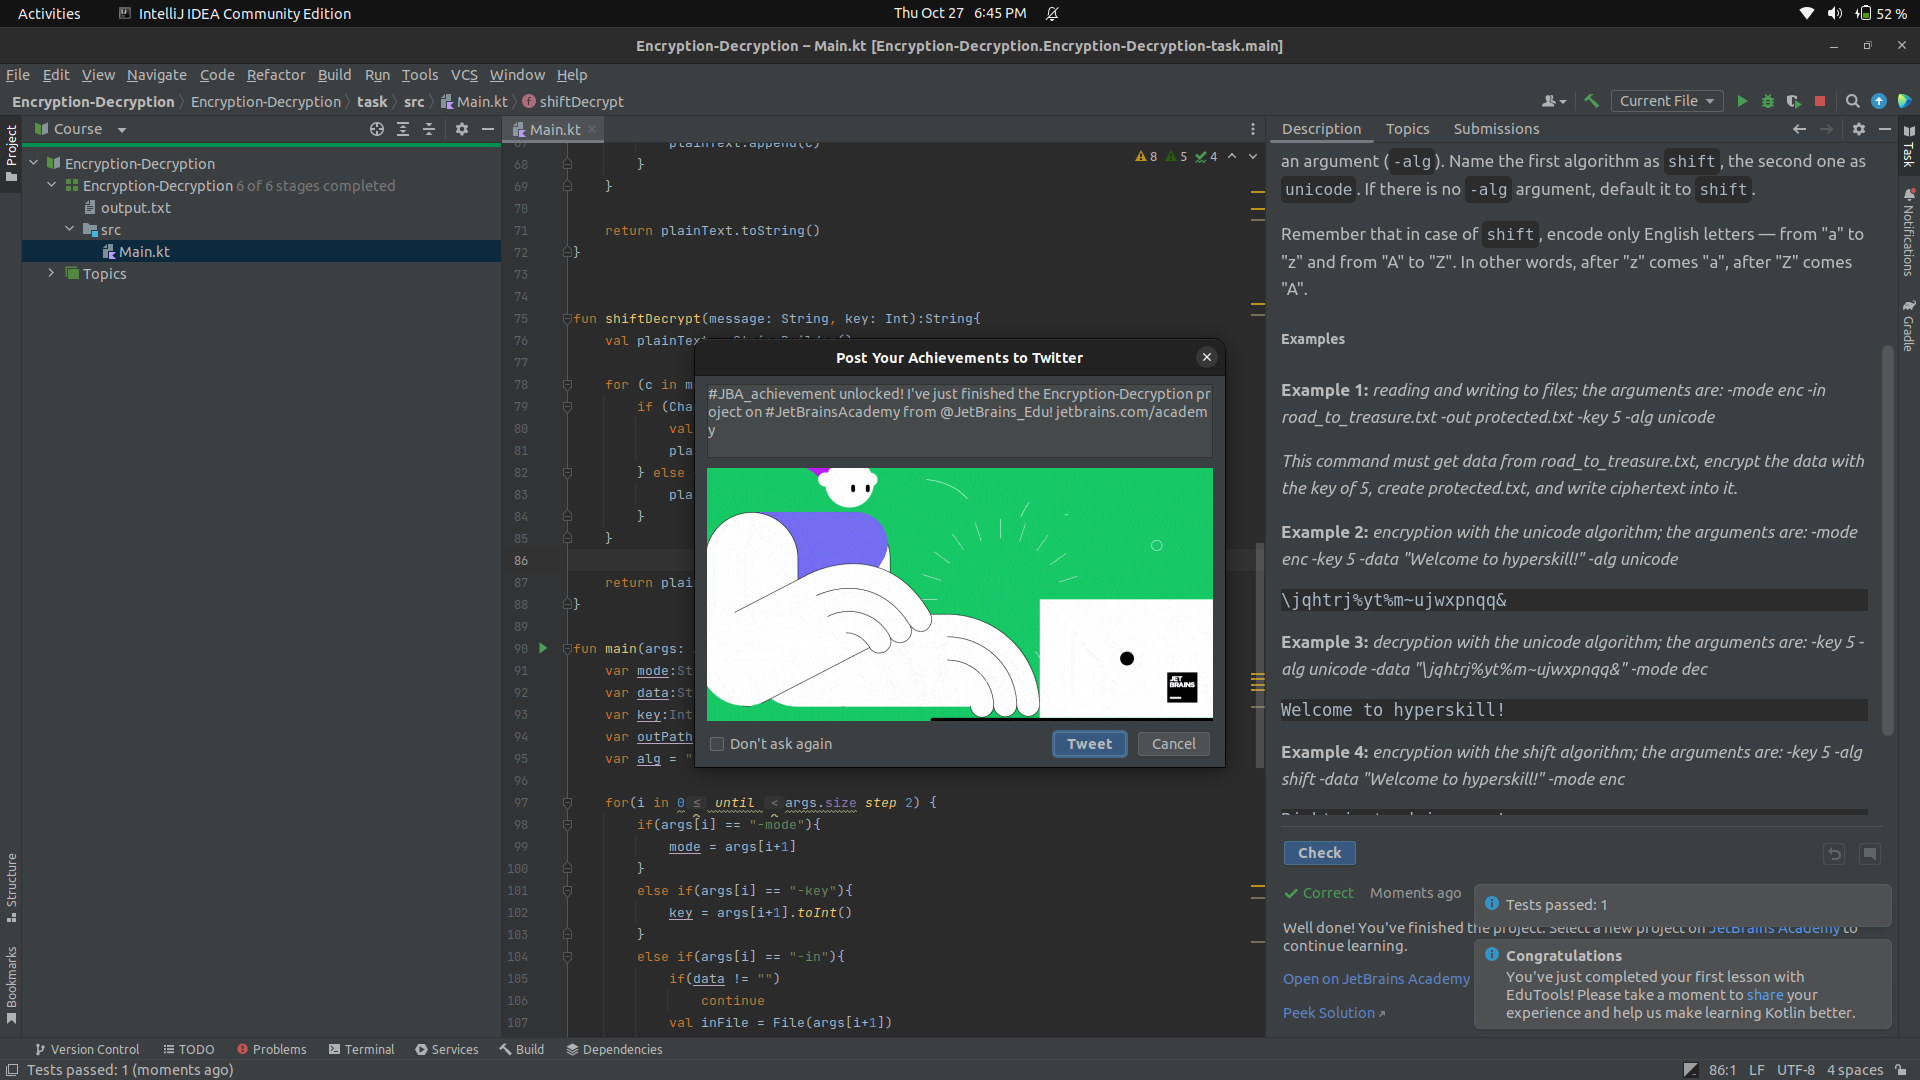 Activities
IntelliJ IDEA Community Edition
Thu Oct 27 6:45 PM
52 %
Encryption-Decryption – Main.kt [Encryption-Decryption.Encryption-Decryption-task.main]
File Edit View Navigate Code Refactor Build Run Tools VCS Window Help
Encryption-Decryption Encryption-Decryption task src Main.kt shiftDecrypt
Current File
Project
Course
Encryption-Decryption
Encryption-Decryption 6 of 6 stages completed
output.txt
src
Main.kt
Topics
Structure
Bookmarks
Main.kt
8 5 4
68 }
69 }
70
71 return plainText.toString()
72 }
73
74
75 fun shiftDecrypt(message: String, key: Int):String{
76 val plainTex
77
78 for (c in m
79 if (Cha
80 val
81 pla
82 } else
83 pla
84 }
85 }
86
87 return plai
88 }
89
90 fun main(args:
91 var mode:St
92 var data:St
93 var key:Int
94 var outPath
95 var alg = "
96
97 for(i in 0 ≤ until < args.size step 2) {
98 if(args[i] == "-mode"){
99 mode = args[i+1]
100 }
101 else if(args[i] == "-key"){
102 key = args[i+1].toInt()
103 }
104 else if(args[i] == "-in"){
105 if(data != "")
106 continue
107 val inFile = File(args[i+1])
Post Your Achievements to Twitter
#JBA_achievement unlocked! I've just finished the Encryption-Decryption pr
oject on #JetBrainsAcademy from @JetBrains_Edu! jetbrains.com/academ
y
JET
BRAINS
Don't ask again
Tweet
Cancel
Description Topics Submissions
an argument (-alg). Name the first algorithm as shift, the second one as
unicode. If there is no -alg argument, default it to shift.
Remember that in case of shift, encode only English letters — from "a" to
"z" and from "A" to "Z". In other words, after "z" comes "a", after "Z" comes
"A".
Examples
Example 1: reading and writing to files; the arguments are: -mode enc -in
road_to_treasure.txt -out protected.txt -key 5 -alg unicode
This command must get data from road_to_treasure.txt, encrypt the data with
the key of 5, create protected.txt, and write ciphertext into it.
Example 2: encryption with the unicode algorithm; the arguments are: -mode
enc -key 5 -data "Welcome to hyperskill!" -alg unicode
\jqhtrj%yt%m~ujwxpnqq&
Example 3: decryption with the unicode algorithm; the arguments are: -key 5 -
alg unicode -data "\jqhtrj%yt%m~ujwxpnqq&" -mode dec
Welcome to hyperskill!
Example 4: encryption with the shift algorithm; the arguments are: -key 5 -alg
shift -data "Welcome to hyperskill!" -mode enc
Check
Correct Moments ago
Well done! You've finished the project. Select a new project on JetBrains Academy to
continue learning.
Open on JetBrains Academy
Peek Solution
Tests passed: 1
Congratulations
You've just completed your first lesson with
EduTools! Please take a moment to share your
experience and help us make learning Kotlin better.
Task
Notifications
Gradle
Version Control TODO Problems Terminal Services Build Dependencies
Tests passed: 1 (moments ago)
86:1 LF UTF-8 4 spaces